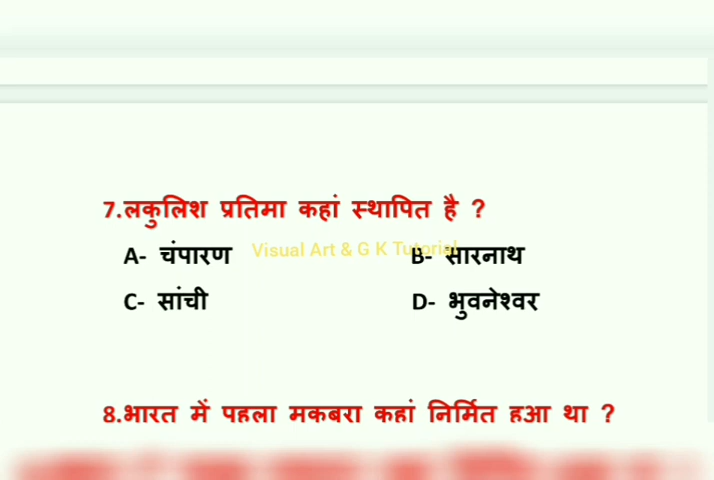 7.लकुलिश प्रतिमा कहां स्थापित है ?
Visual Art & G K Tutorial
A- चंपारण B- सारनाथ
C- सांची D- भुवनेश्वर
8.भारत में पहला मकबरा कहां निर्मित हुआ था ?